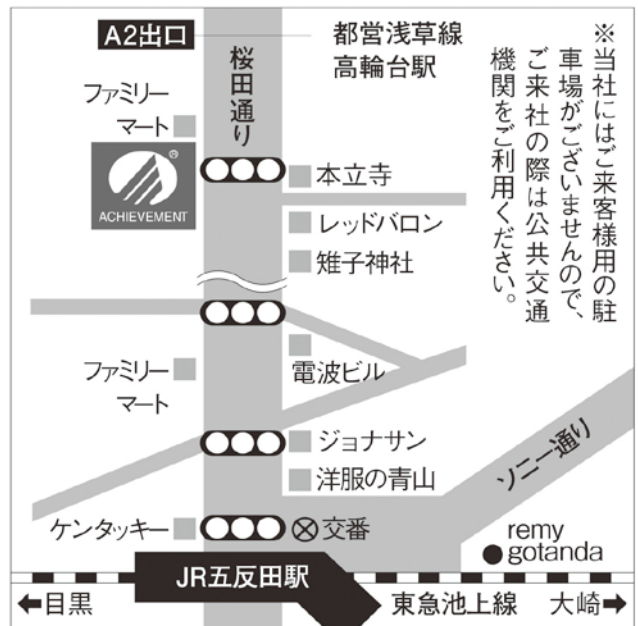 A2出口
都営浅草線
高輪台駅
桜田通り
※当社にはご来客様用の駐
車場がございませんので、
ご来社の際は公共交通
機関をご利用ください。
ファミリー
マート
®
ACHIEVEMENT
本立寺
レッドバロン
雉子神社
電波ビル
ファミリー
マート
ジョナサン
洋服の青山
ソニー通り
ケンタッキー
交番
remy
gotanda
JR五反田駅
←目黒
東急池上線
大崎→